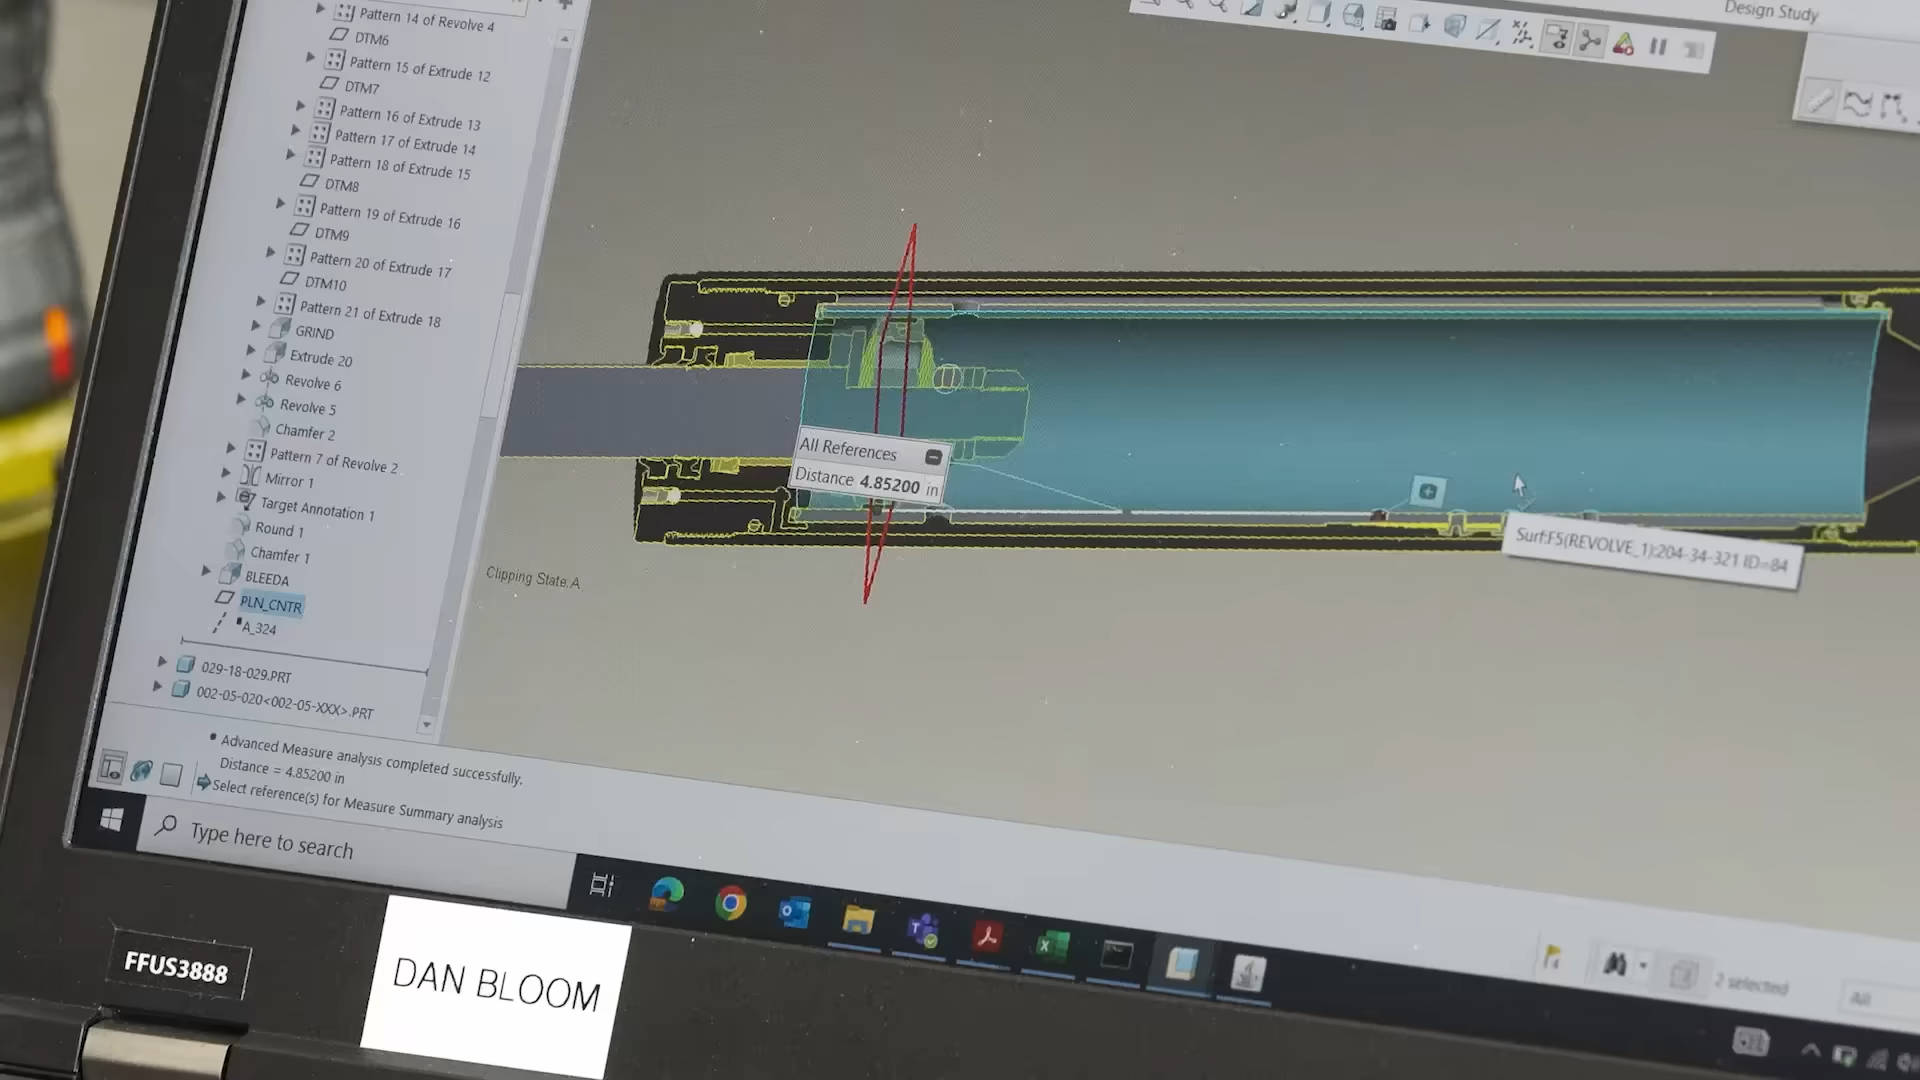 Pattern 14 of Revolve 4
DTM6
Pattern 15 of Extrude 12
DTM7
Pattern 16 of Extrude 13
Pattern 17 of Extrude 14
Pattern 18 of Extrude 15
DTM8
Pattern 19 of Extrude 16
DTM9
Pattern 20 of Extrude 17
DTM10
Pattern 21 of Extrude 18
GRIND
Extrude 20
Revolve 6
Revolve 5
Chamfer 2
Pattern 7 of Revolve 2
Mirror 1
Target Annotation 1
Round 1
Chamfer 1
BLEEDA
PLN_CNTR
A_324
029-18-029.PRT
002-05-020<002-05-XXX>.PRT
Design Study
All References
Distance 4.85200 in
Surf:F5(REVOLVE_1):204-34-321 ID=84
Clipping State:A
Advanced Measure analysis completed successfully.
Distance = 4.85200 in
Select reference(s) for Measure Summary analysis
2 selected
All
Type here to search
FFUS3888
DAN BLOOM